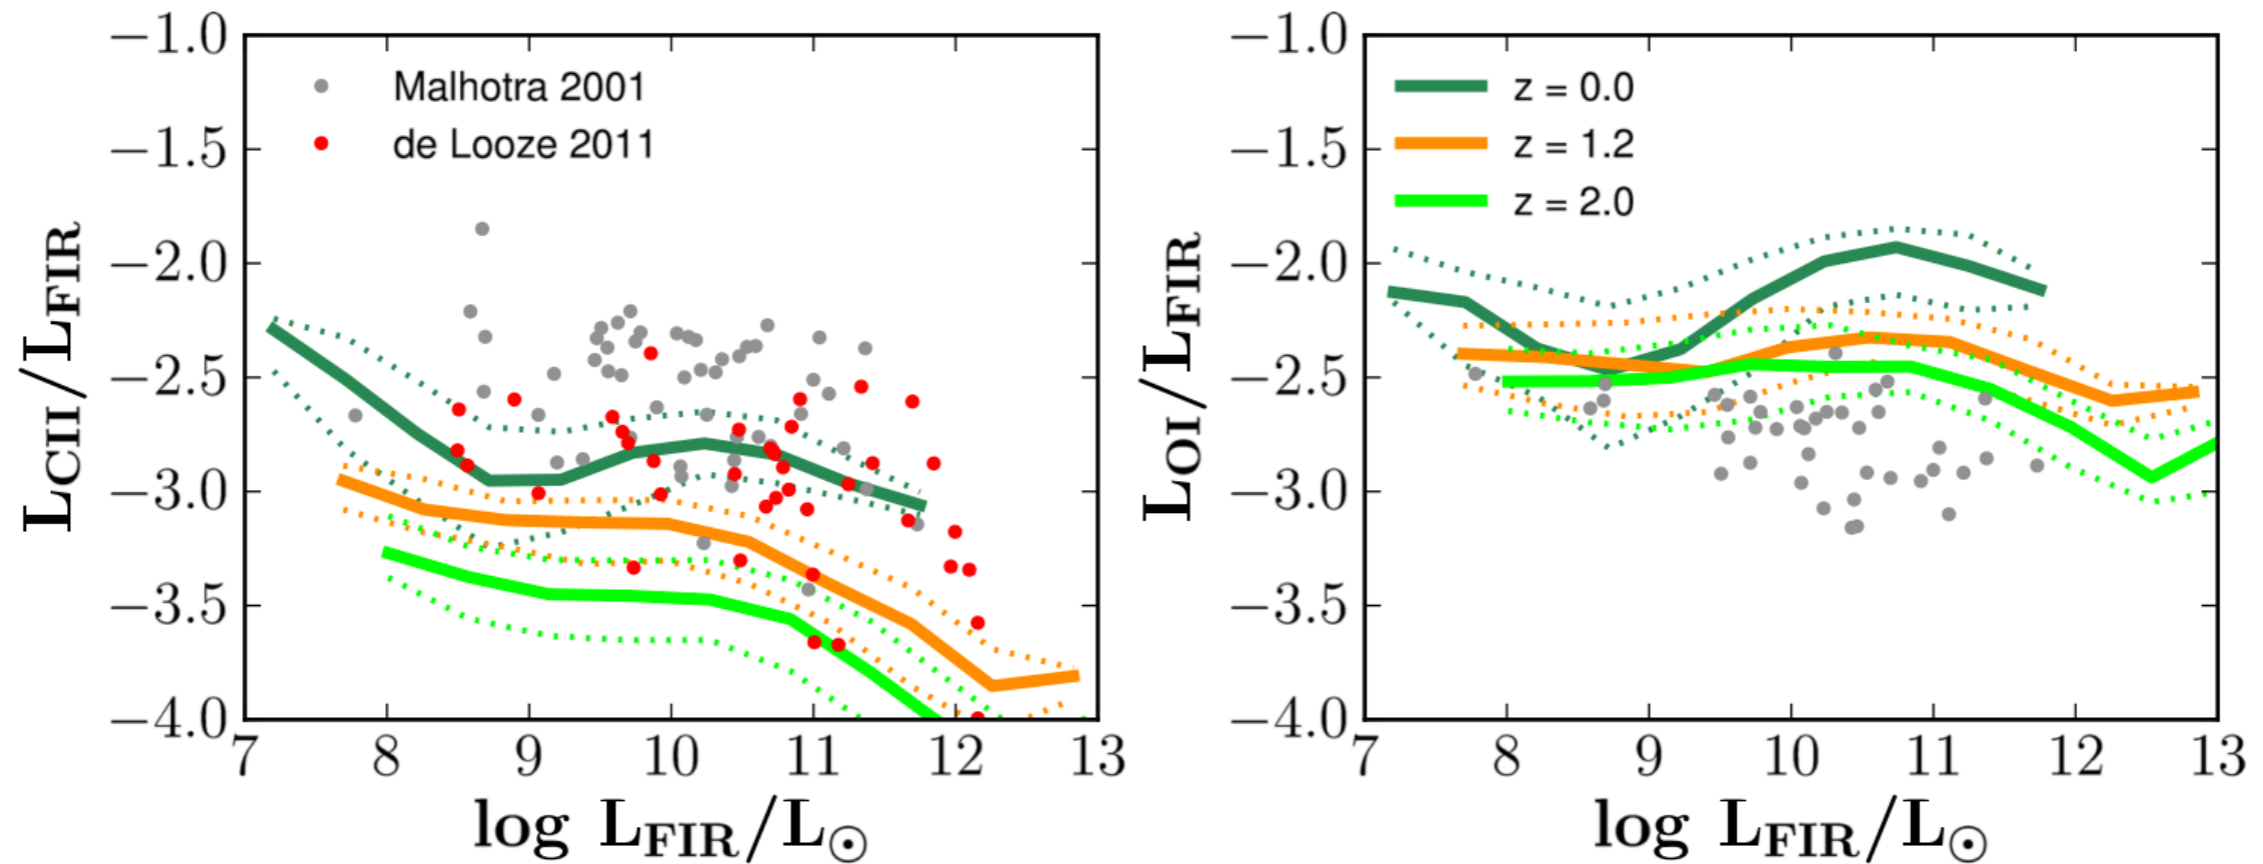 −1.0
−1.5
−2.0
−2.5
−3.0
−3.5
−4.0
L_CII/L_FIR
Malhotra 2001
de Looze 2011
7 8 9 10 11 12 13
log L_FIR/L_⊙
−1.0
−1.5
−2.0
−2.5
−3.0
−3.5
−4.0
L_OI/L_FIR
z = 0.0
z = 1.2
z = 2.0
7 8 9 10 11 12 13
log L_FIR/L_⊙